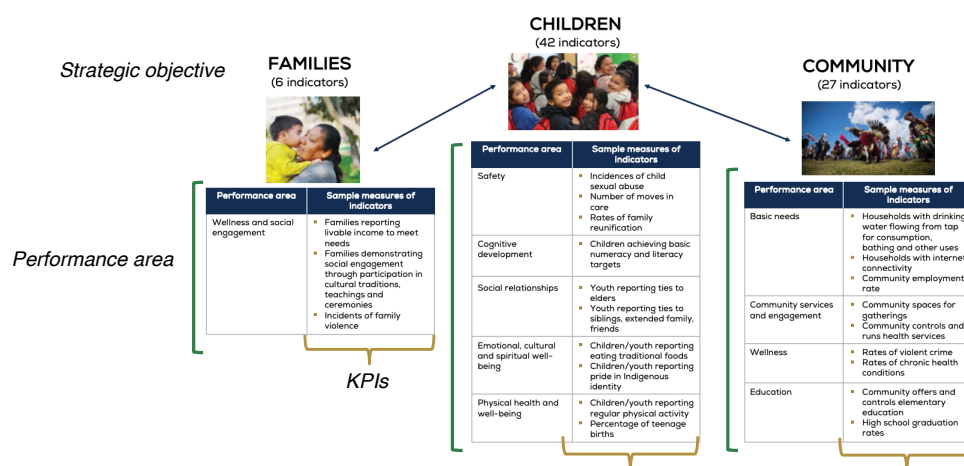 CHILDREN
(42 indicators)
Strategic objective
FAMILIES
(6 indicators)
COMMUNITY
(27 indicators)
Performance area
Performance area
Sample measures of
indicators
Wellness and social
engagement
Families reporting
livable income to meet
needs
Families demonstrating
social engagement
through participation in
cultural traditions,
teachings and
ceremonies
Incidents of family
violence
KPIs
Performance area
Sample measures of
indicators
Safety
Incidences of child
sexual abuse
Number of moves in
care
Rates of family
reunification
Cognitive
development
Children achieving basic
numeracy and literacy
targets
Social relationships
Youth reporting ties to
elders
Youth reporting ties to
siblings, extended family,
friends
Emotional, cultural
and spiritual well-
being
Children/youth reporting
eating traditional foods
Children/youth reporting
pride in Indigenous
identity
Physical health and
well-being
Children/youth reporting
regular physical activity
Percentage of teenage
births
Performance area
Sample measures of
indicators
Basic needs
Households with drinking
water flowing from tap
for consumption,
bathing and other uses
Households with internet
connectivity
Community employment
rate
Community services
and engagement
Community spaces for
gatherings
Community controls and
runs health services
Wellness
Rates of violent crime
Rates of chronic health
conditions
Education
Community offers and
controls elementary
education
High school graduation
rates